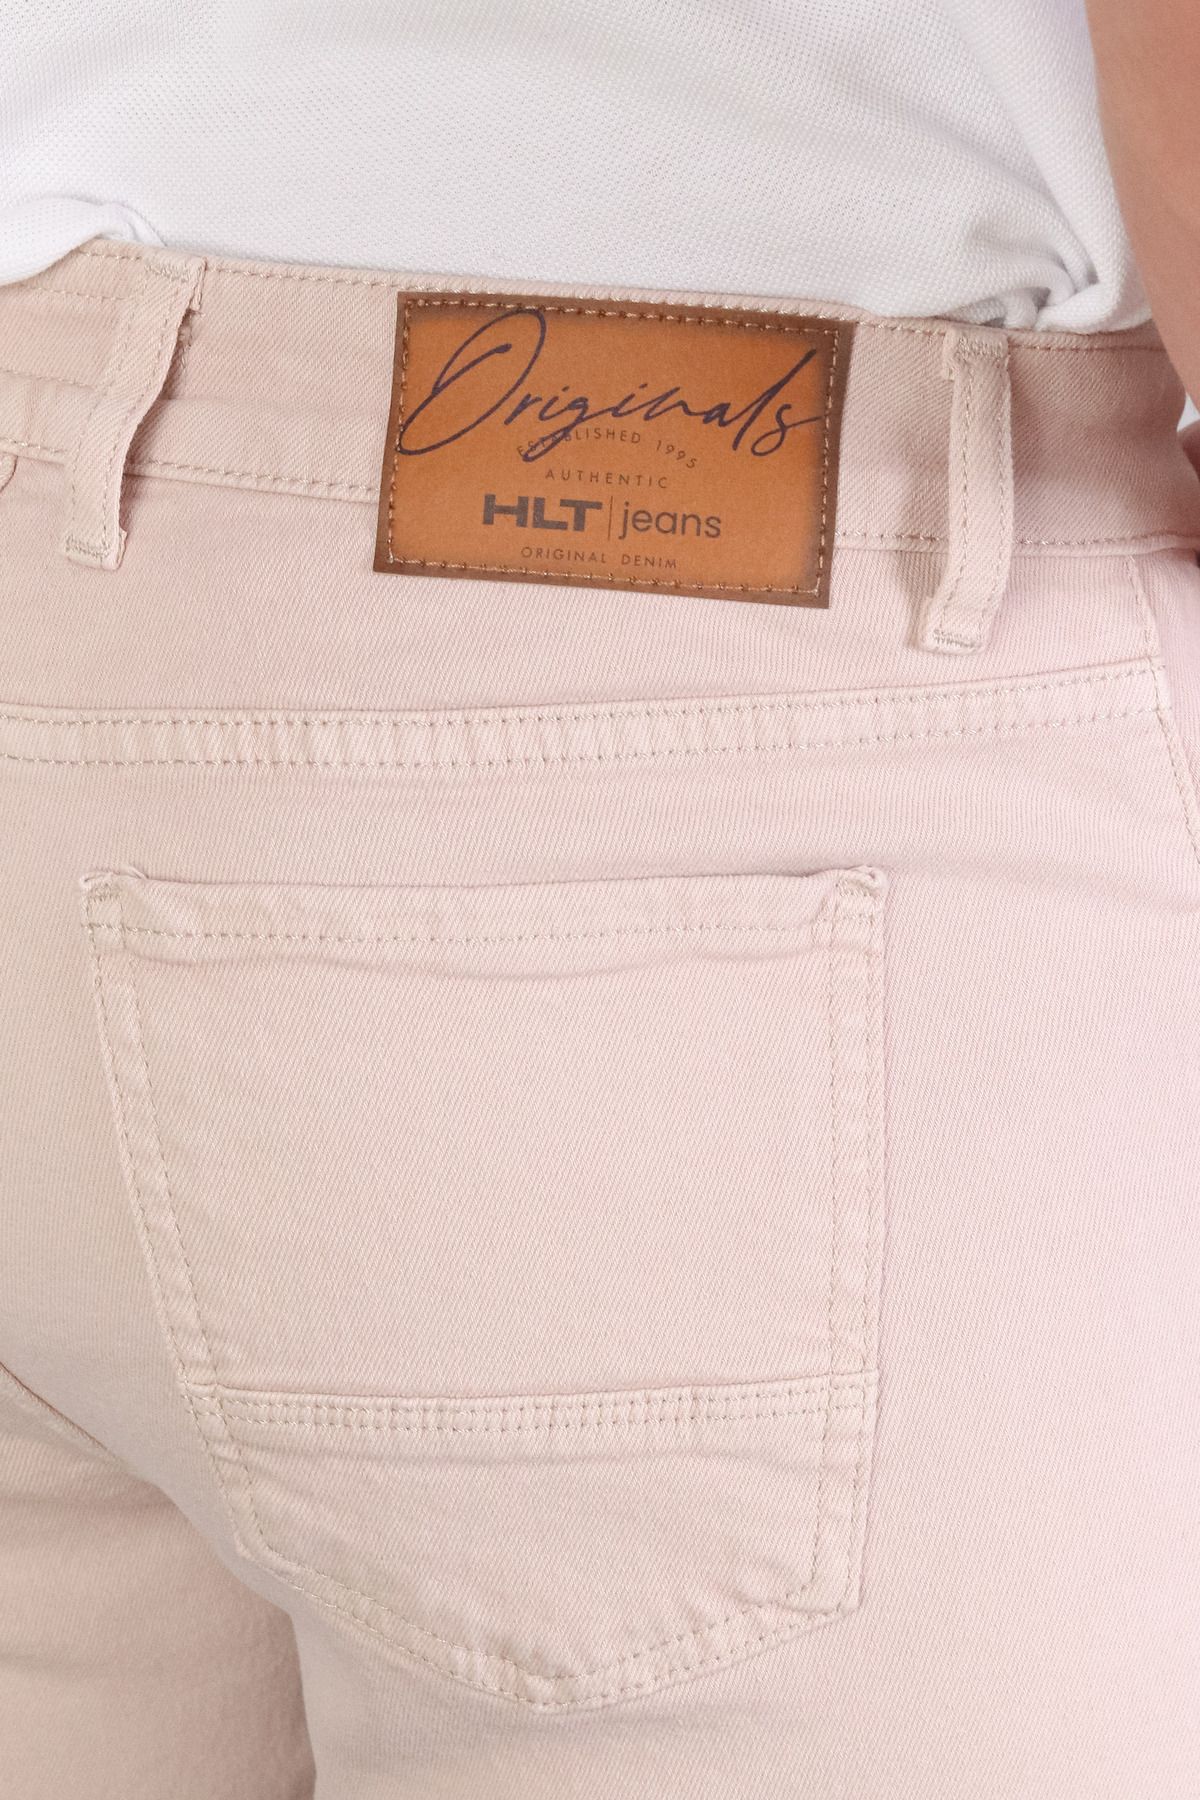 Originals
ESTABLISHED 1995
AUTHENTIC
HLT|jeans
ORIGINAL DENIM